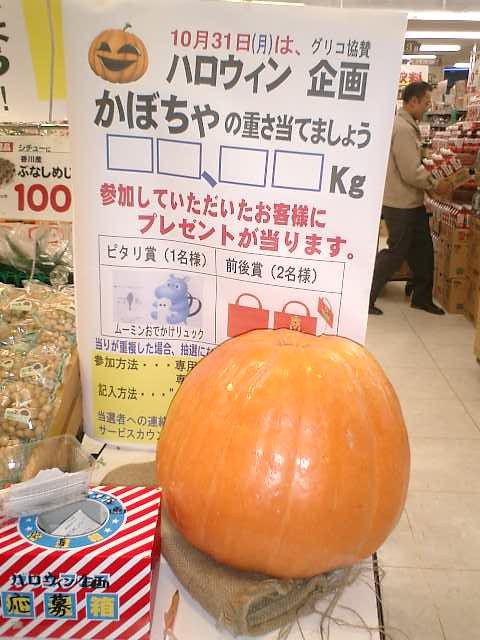 10月31日(月)は、グリコ協賛
ハロウィン 企画
かぼちゃの重さ当てましょう
Kg
参加していただいたお客様に
プレゼントが当ります。
ピタリ賞(1名様)
前後賞(2名様)
ムーミンおでかけリュック
当りが重複した場合、抽選に
参加方法・・・専用
記入方法・・・"
当選者への連絡
サービスカウン
シチューに
香川産
ぶなしめじ
100
ハロウィン企画
応募箱